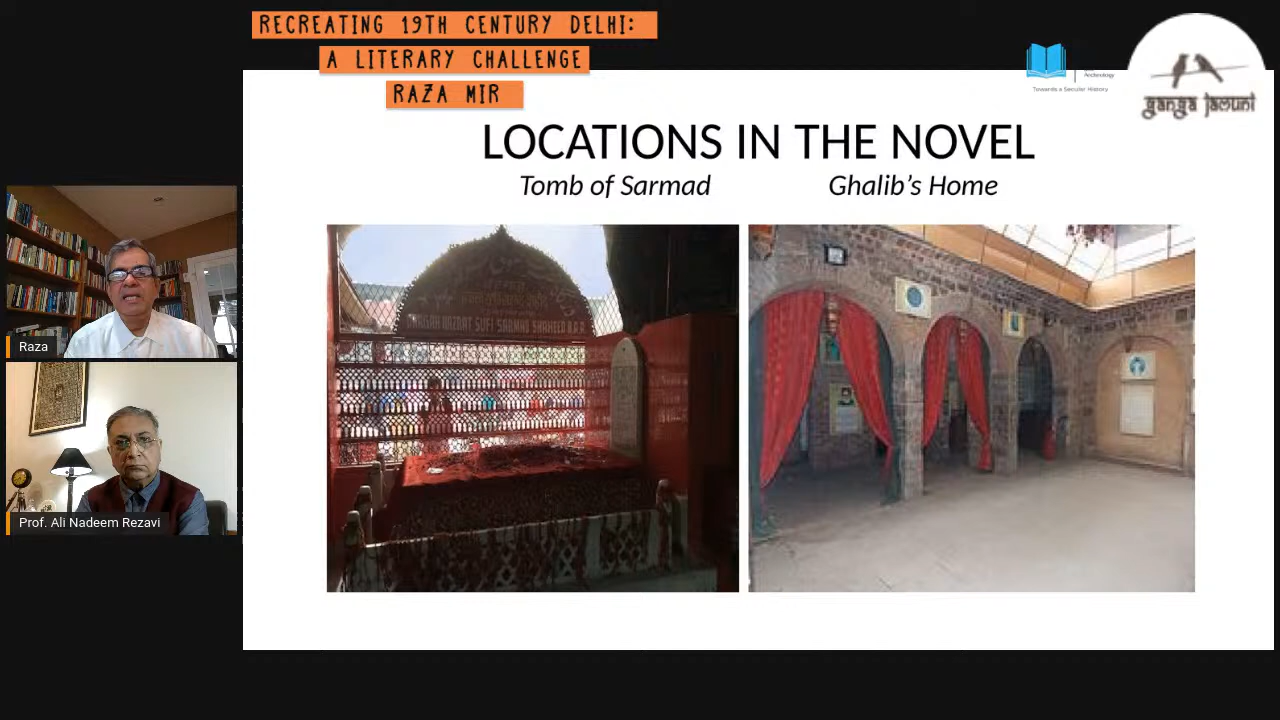 RECREATING 19TH CENTURY DELHI:
A LITERARY CHALLENGE
RAZA MIR
Archeology
Towards a Secular History
ganga jamuni
LOCATIONS IN THE NOVEL
Tomb of Sarmad
Ghalib's Home
SUFI SARMAD SHAHEED
Raza
Prof. Ali Nadeem Rezavi